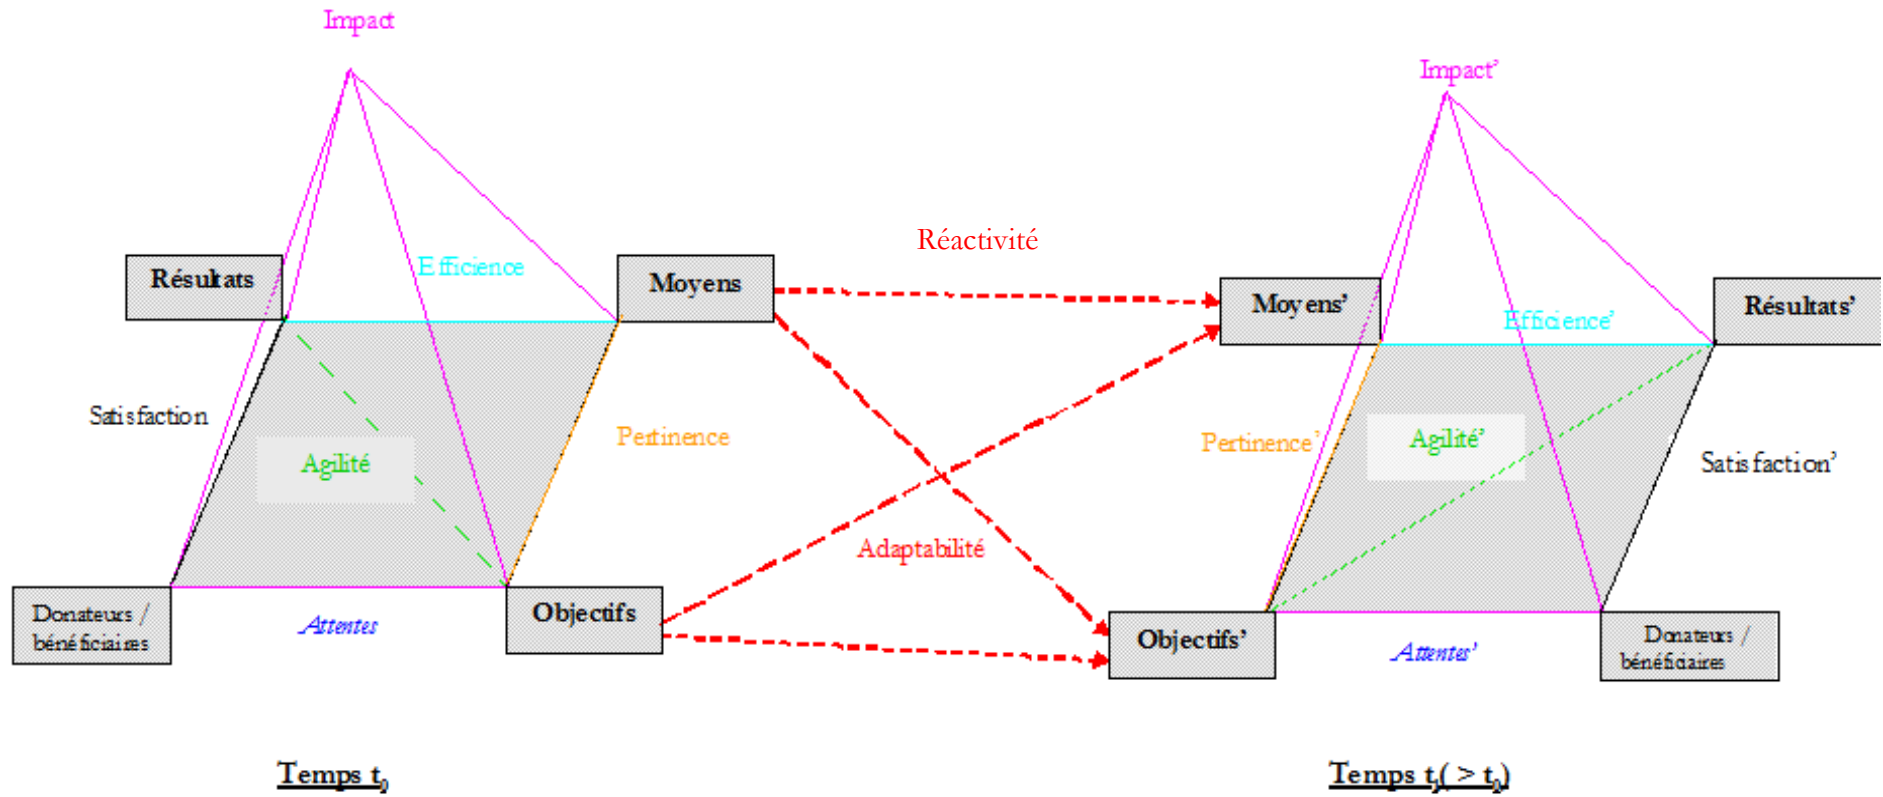 Impact
Impact’
Réactivité
Résultats
Efficience
Moyens
Moyens’
Efficience’
Résultats’
Satisfaction
Agilité
Pertinence
Pertinence’
Agilité’
Satisfaction’
Adaptabilité
Donateurs /
bénéficiaires
Attentes
Objectifs
Objectifs’
Attentes’
Donateurs /
bénéficiaires
Temps t₀
Temps t₁( > t₀)